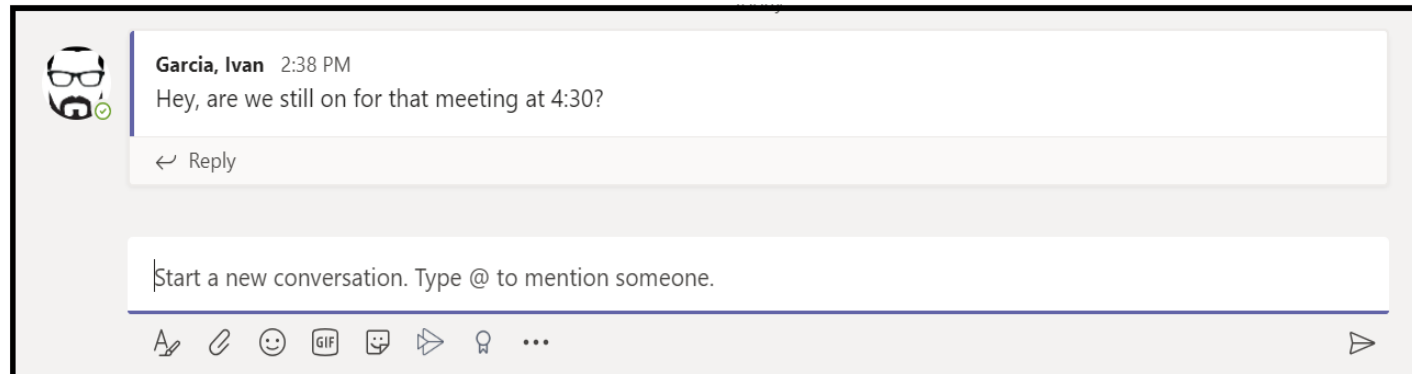 Garcia, Ivan 2:38 PM
Hey, are we still on for that meeting at 4:30?
Reply
Start a new conversation. Type @ to mention someone.
GIF